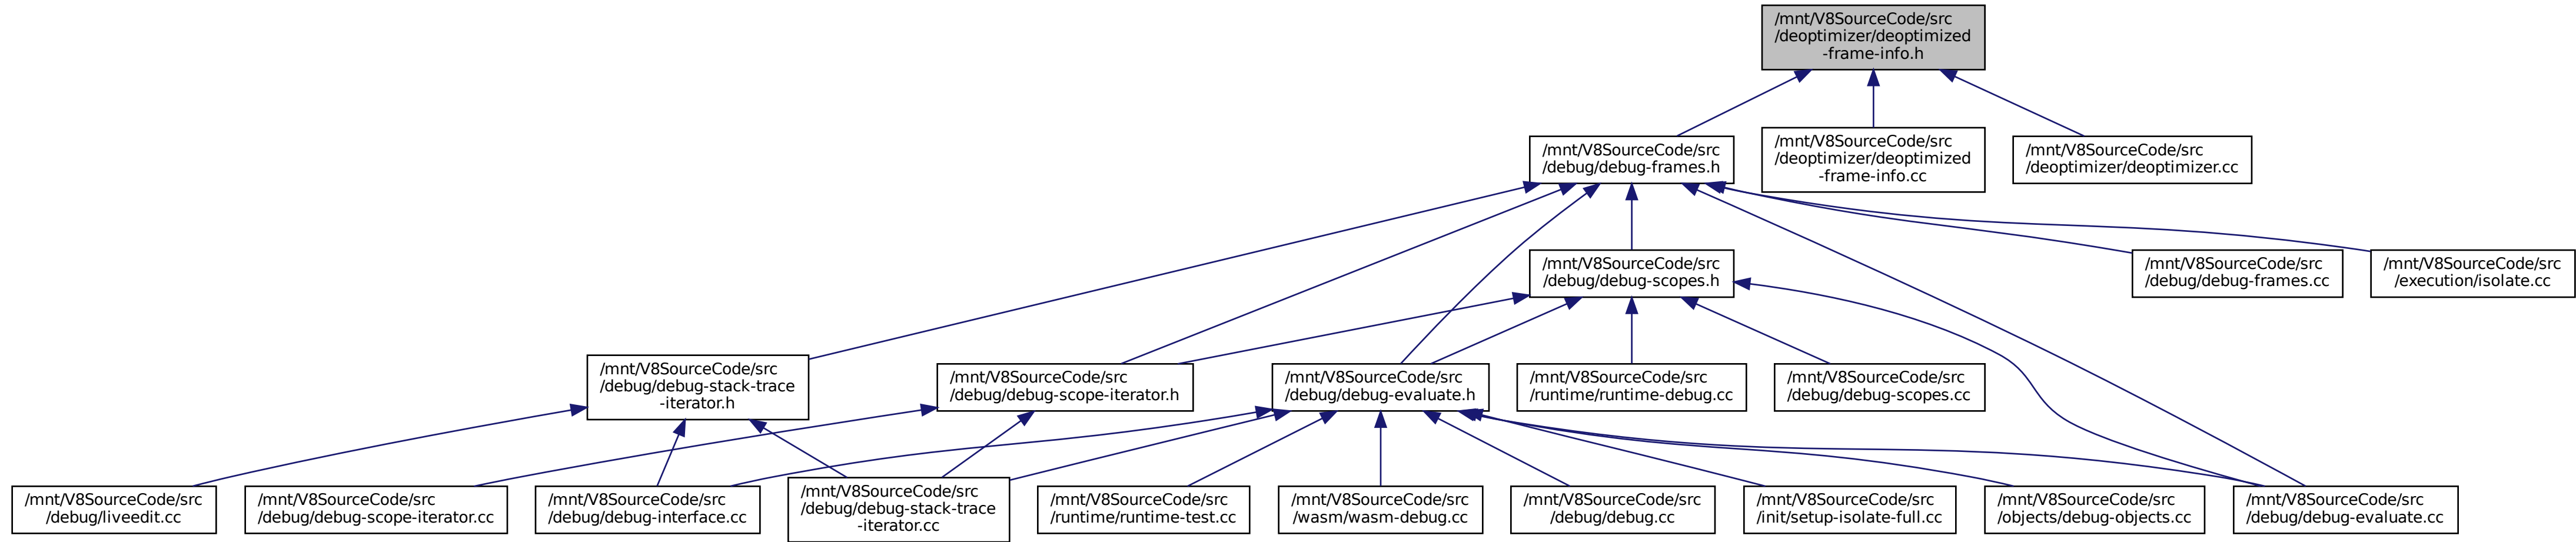 /mnt/V8SourceCode/src
/deoptimizer/deoptimized
-frame-info.h
/mnt/V8SourceCode/src
/debug/debug-frames.h
/mnt/V8SourceCode/src
/deoptimizer/deoptimized
-frame-info.cc
/mnt/V8SourceCode/src
/deoptimizer/deoptimizer.cc
/mnt/V8SourceCode/src
/debug/debug-scopes.h
/mnt/V8SourceCode/src
/debug/debug-frames.cc
/mnt/V8SourceCode/src
/execution/isolate.cc
/mnt/V8SourceCode/src
/debug/debug-stack-trace
-iterator.h
/mnt/V8SourceCode/src
/debug/debug-scope-iterator.h
/mnt/V8SourceCode/src
/debug/debug-evaluate.h
/mnt/V8SourceCode/src
/runtime/runtime-debug.cc
/mnt/V8SourceCode/src
/debug/debug-scopes.cc
/mnt/V8SourceCode/src
/debug/liveedit.cc
/mnt/V8SourceCode/src
/debug/debug-scope-iterator.cc
/mnt/V8SourceCode/src
/debug/debug-interface.cc
/mnt/V8SourceCode/src
/debug/debug-stack-trace
-iterator.cc
/mnt/V8SourceCode/src
/runtime/runtime-test.cc
/mnt/V8SourceCode/src
/wasm/wasm-debug.cc
/mnt/V8SourceCode/src
/debug/debug.cc
/mnt/V8SourceCode/src
/init/setup-isolate-full.cc
/mnt/V8SourceCode/src
/objects/debug-objects.cc
/mnt/V8SourceCode/src
/debug/debug-evaluate.cc